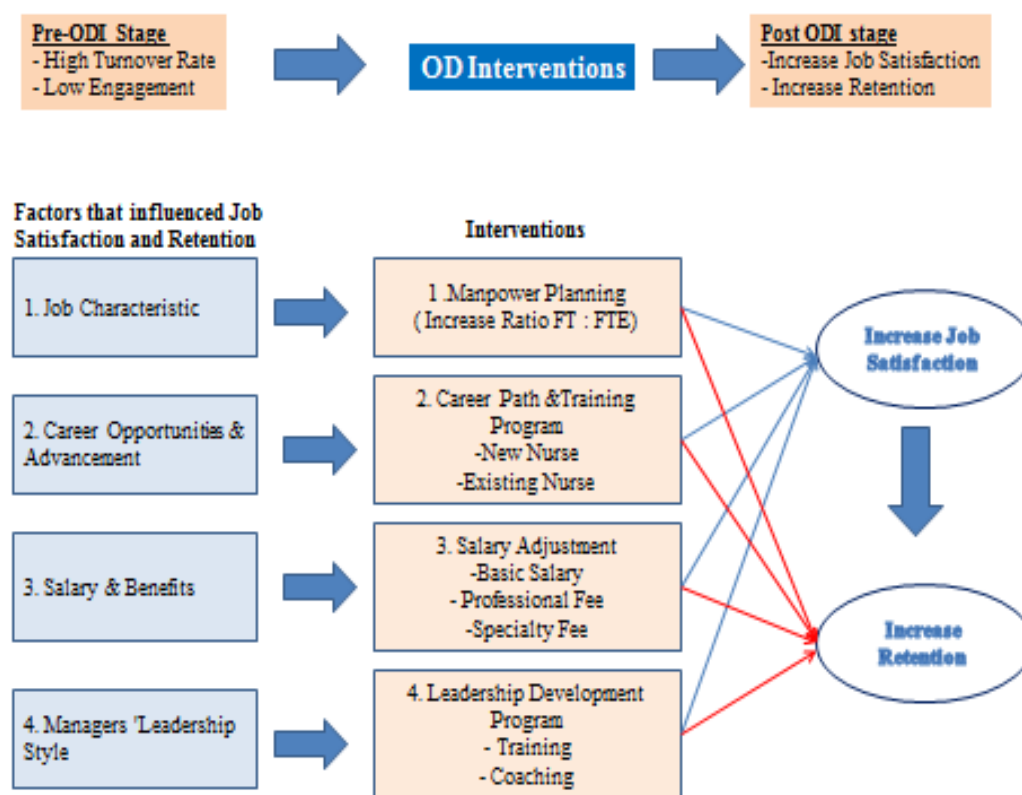 Pre-ODI Stage
- High Turnover Rate
- Low Engagement
OD Interventions
Post ODI stage
-Increase Job Satisfaction
- Increase Retention
Factors that influenced Job
Satisfaction and Retention
Interventions
1. Job Characteristic
1 .Manpower Planning
( Increase Ratio FT : FTE)
2. Career Opportunities &
Advancement
2. Career Path &Training
Program
-New Nurse
-Existing Nurse
3. Salary & Benefits
3. Salary Adjustment
-Basic Salary
- Professional Fee
-Specialty Fee
4. Managers 'Leadership
Style
4. Leadership Development
Program
- Training
- Coaching
Increase Job
Satisfaction
Increase
Retention